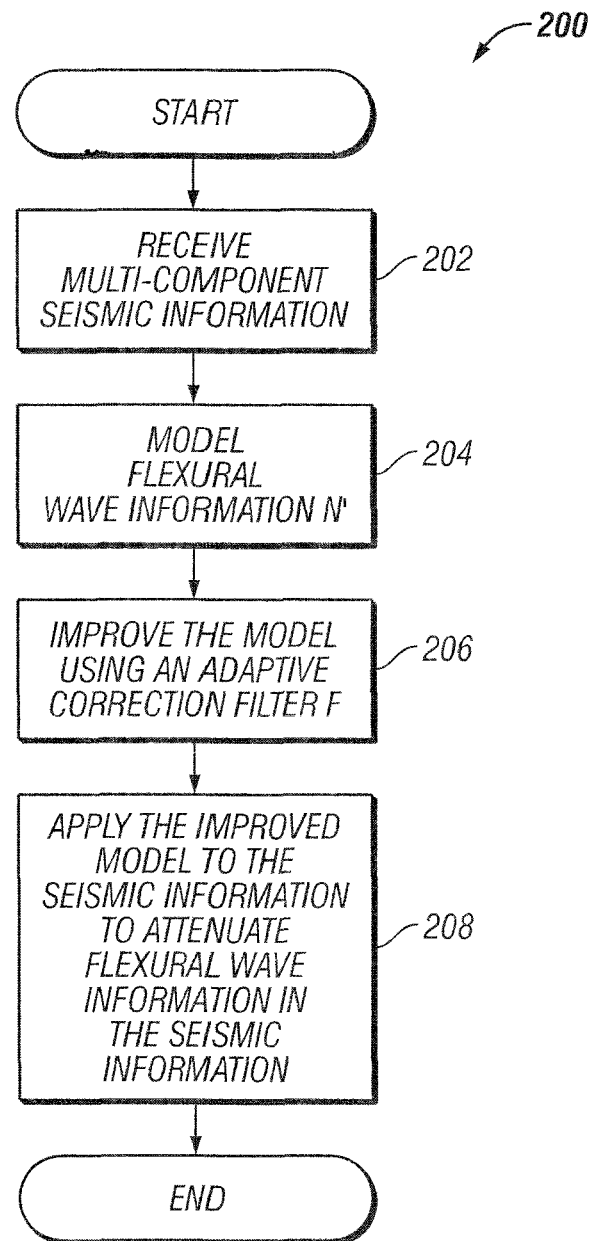 200
START
RECEIVE
MULTI-COMPONENT
SEISMIC INFORMATION
202
MODEL
FLEXURAL
WAVE INFORMATION N'
204
IMPROVE THE MODEL
USING AN ADAPTIVE
CORRECTION FILTER F
206
APPLY THE IMPROVED
MODEL TO THE
SEISMIC INFORMATION
TO ATTENUATE
FLEXURAL WAVE
INFORMATION IN
THE SEISMIC
INFORMATION
208
END